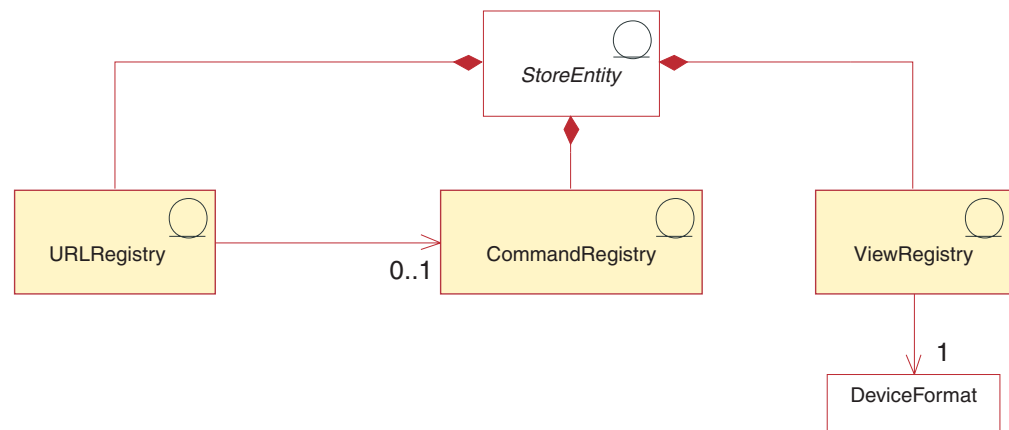 StoreEntity
URLRegistry
0..1
CommandRegistry
ViewRegistry
1
DeviceFormat